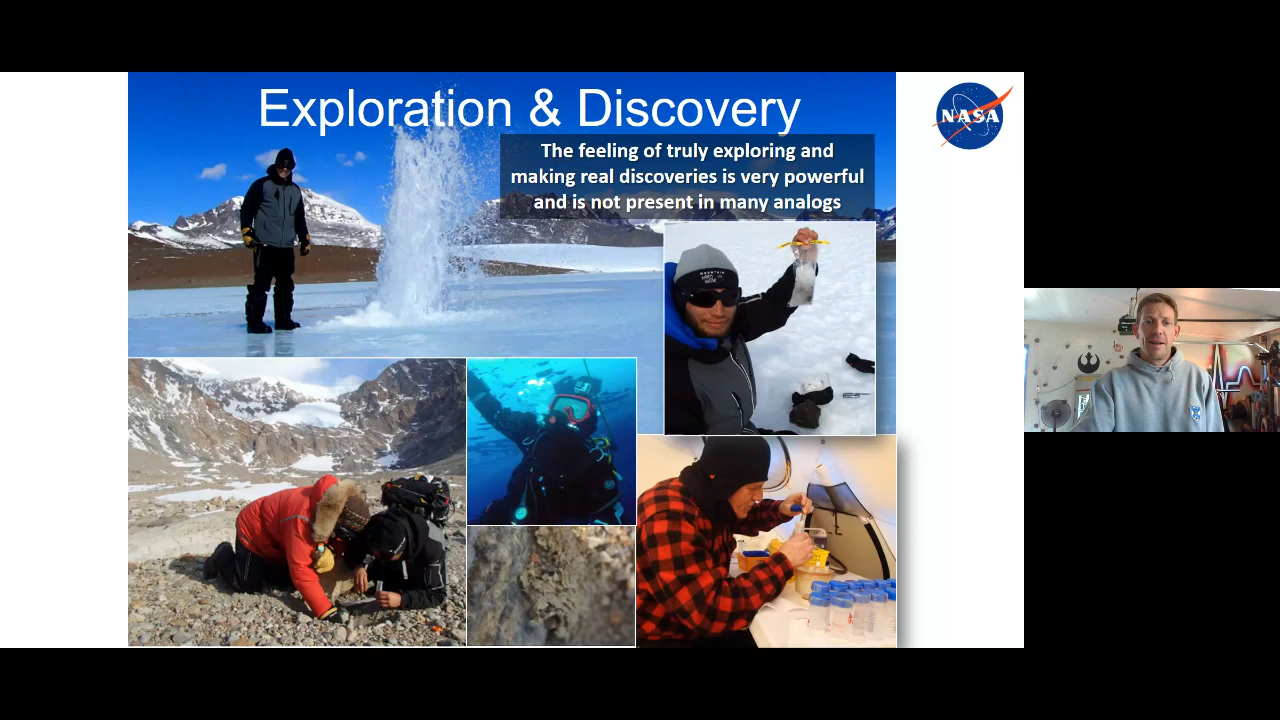 Exploration & Discovery
NASA
The feeling of truly exploring and
making real discoveries is very powerful
and is not present in many analogs
MOUNTAIN